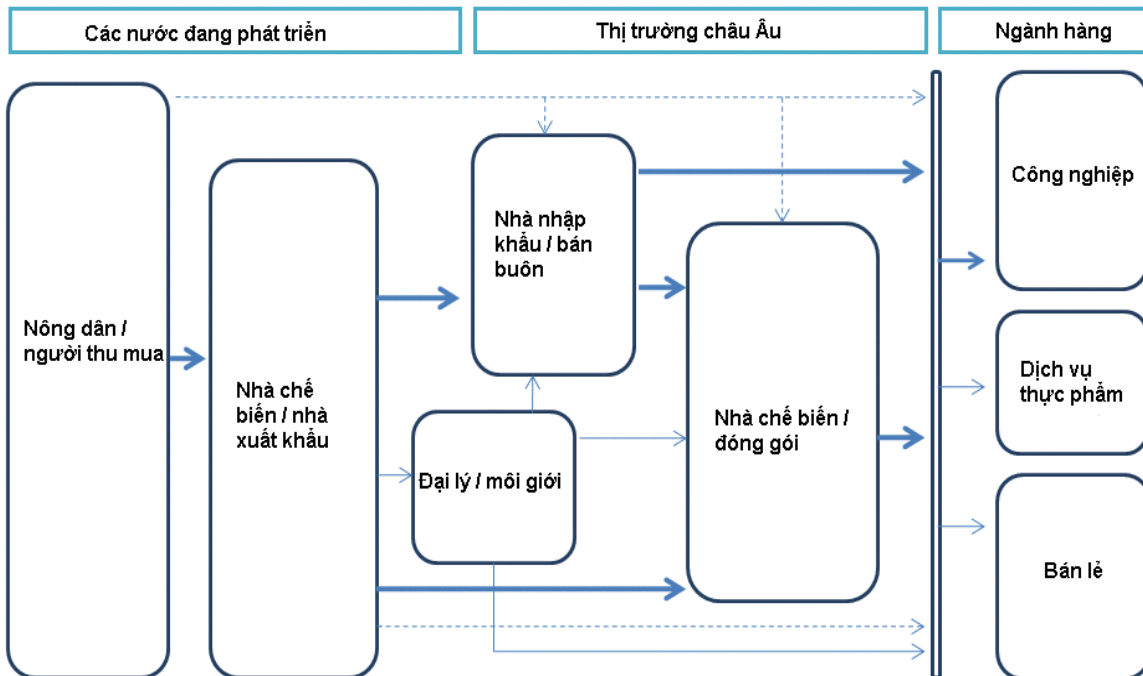 Các nước đang phát triển
Thị trường châu Âu
Ngành hàng
Nông dân /
người thu mua
Nhà chế
biến / nhà
xuất khẩu
Nhà nhập
khẩu / bán
buôn
Đại lý / môi giới
Nhà chế biến /
đóng gói
Công nghiệp
Dịch vụ
thực phẩm
Bán lẻ